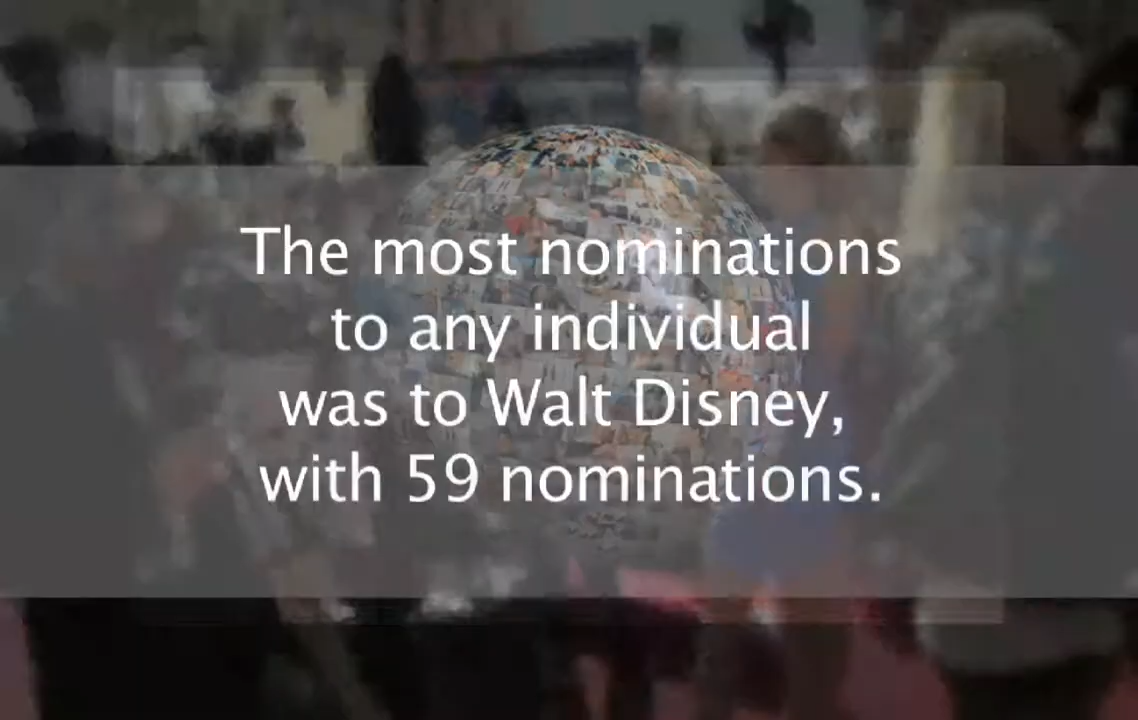 The most nominations
to any individual
was to Walt Disney,
with 59 nominations.